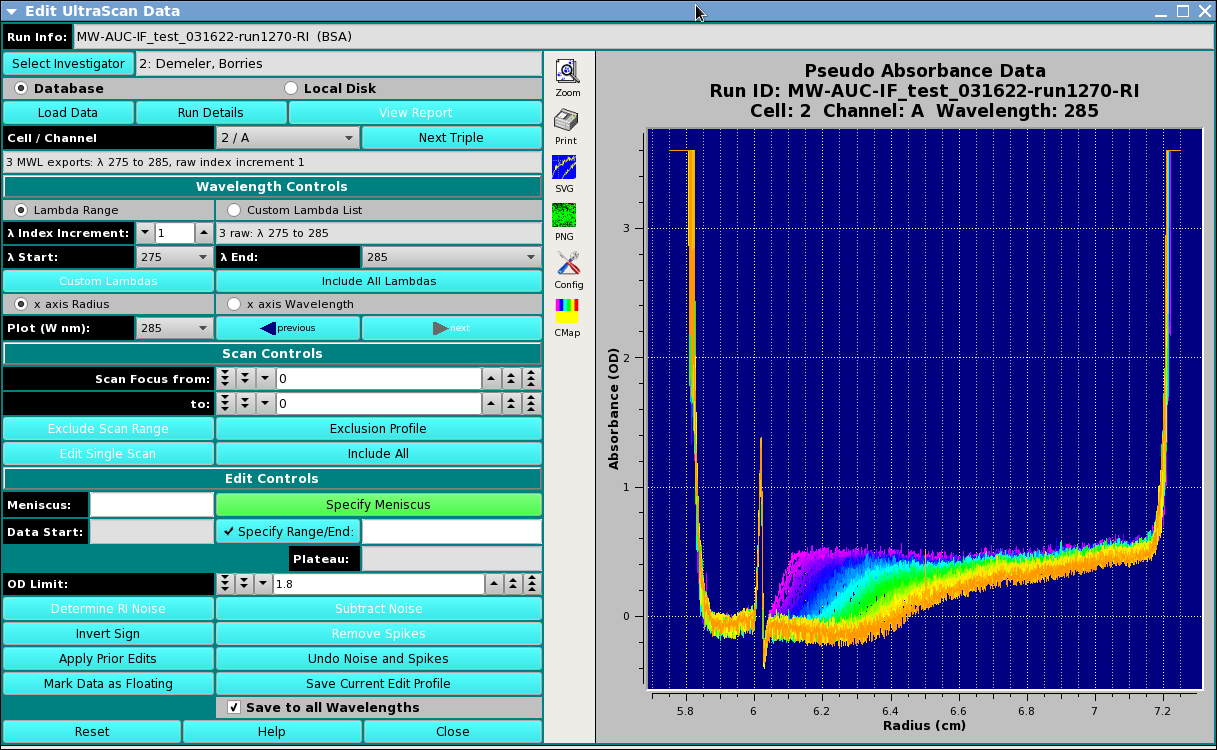 Edit UltraScan Data
Run Info: MW-AUC-IF_test_031622-run1270-RI (BSA)
Select Investigator 2: Demeler, Borries
Database Local Disk
Load Data Run Details View Report
Cell / Channel 2 / A Next Triple
3 MWL exports: λ 275 to 285, raw index increment 1
Wavelength Controls
Lambda Range Custom Lambda List
λ Index Increment: 1 3 raw: λ 275 to 285
λ Start: 275 λ End: 285
Custom Lambdas Include All Lambdas
x axis Radius x axis Wavelength
Plot (W nm): 285 previous next
Scan Controls
Scan Focus from: 0
to: 0
Exclude Scan Range Exclusion Profile
Edit Single Scan Include All
Edit Controls
Meniscus: Specify Meniscus
Data Start: Specify Range/End:
Plateau:
OD Limit: 1.8
Determine RI Noise Subtract Noise
Invert Sign Remove Spikes
Apply Prior Edits Undo Noise and Spikes
Mark Data as Floating Save Current Edit Profile
Save to all Wavelengths
Reset Help Close
Zoom
Print
SVG
PNG
Config
CMap
Pseudo Absorbance Data
Run ID: MW-AUC-IF_test_031622-run1270-RI
Cell: 2 Channel: A Wavelength: 285
Absorbance (OD)
3
2
1
0
5.8 6 6.2 6.4 6.6 6.8 7 7.2
Radius (cm)